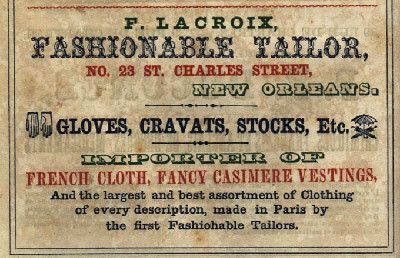 F. LACROIX,
FASHIONABLE TAILOR,
NO. 23 ST. CHARLES STREET,
NEW ORLEANS.
GLOVES, CRAVATS, STOCKS, Etc.
IMPORTER OF
FRENCH CLOTH, FANCY CASIMERE VESTINGS,
And the largest and best assortment of Clothing
of every description, made in Paris by
the first Fashiohable Tailors.